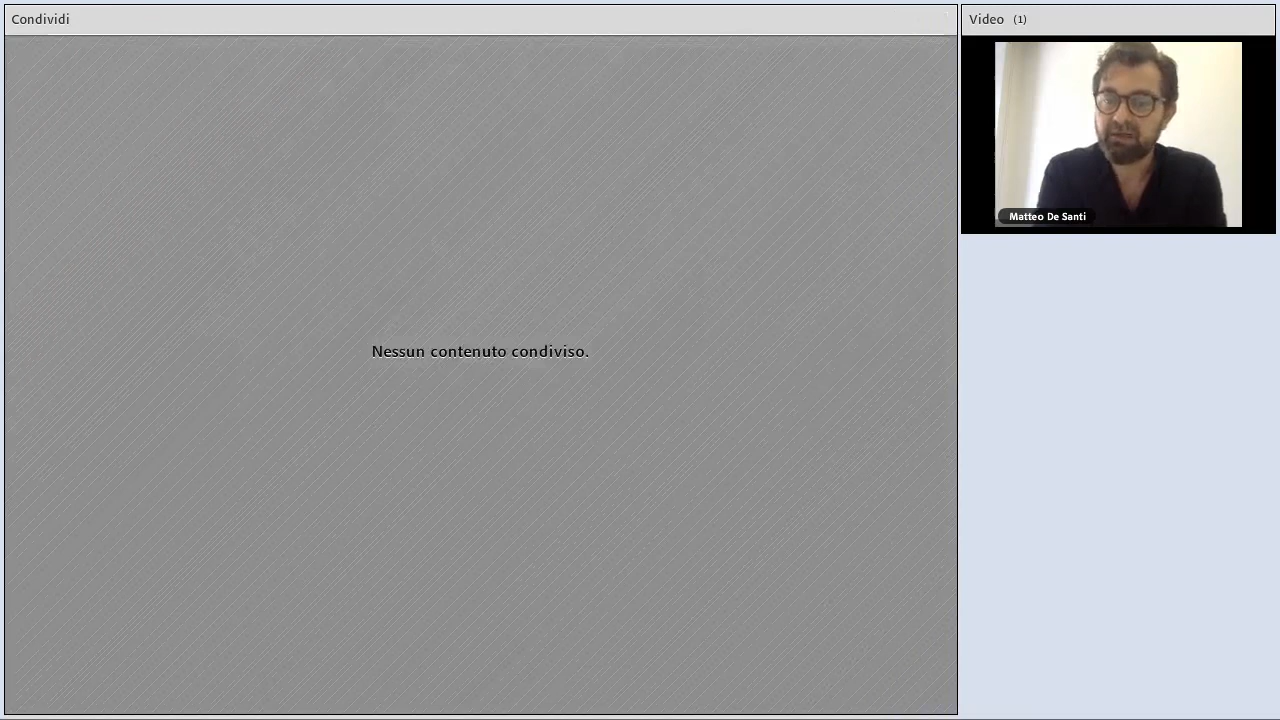 Condividi
Video (1)
Matteo De Santi
Nessun contenuto condiviso.